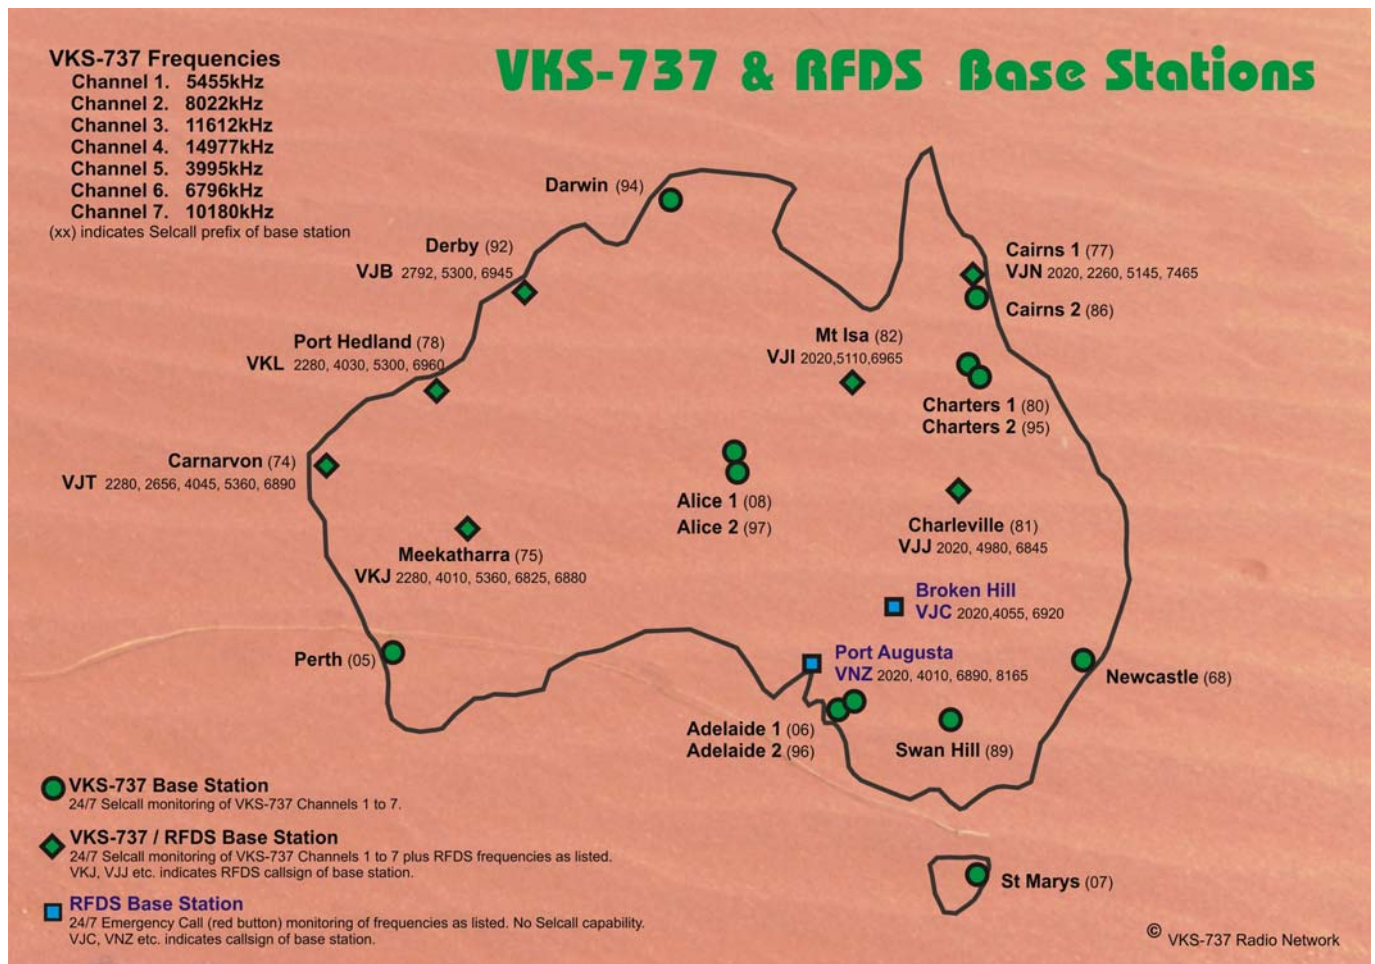 VKS-737 & RFDS Base Stations
VKS-737 Frequencies
Channel 1. 5455kHz
Channel 2. 8022kHz
Channel 3. 11612kHz
Channel 4. 14977kHz
Channel 5. 3995kHz
Channel 6. 6796kHz
Channel 7. 10180kHz
(xx) indicates Selcall prefix of base station
Darwin (94)
Derby (92)
VJB 2792, 5300, 6945
Cairns 1 (77)
VJN 2020, 2260, 5145, 7465
Cairns 2 (86)
Port Hedland (78)
VKL 2280, 4030, 5300, 6960
Mt Isa (82)
VJI 2020,5110,6965
Charters 1 (80)
Charters 2 (95)
Carnarvon (74)
VJT 2280, 2656, 4045, 5360, 6890
Alice 1 (08)
Alice 2 (97)
Charleville (81)
VJJ 2020, 4980, 6845
Meekatharra (75)
VKJ 2280, 4010, 5360, 6825, 6880
Broken Hill
VJC 2020,4055, 6920
Perth (05)
Port Augusta
VNZ 2020, 4010, 6890, 8165
Newcastle (68)
Adelaide 1 (06)
Adelaide 2 (96)
Swan Hill (89)
VKS-737 Base Station
24/7 Selcall monitoring of VKS-737 Channels 1 to 7.
VKS-737 / RFDS Base Station
24/7 Selcall monitoring of VKS-737 Channels 1 to 7 plus RFDS frequencies as listed.
VKJ, VJJ etc. indicates RFDS callsign of base station.
St Marys (07)
RFDS Base Station
24/7 Emergency Call (red button) monitoring of frequencies as listed. No Selcall capability.
VJC, VNZ etc. indicates callsign of base station.
© VKS-737 Radio Network